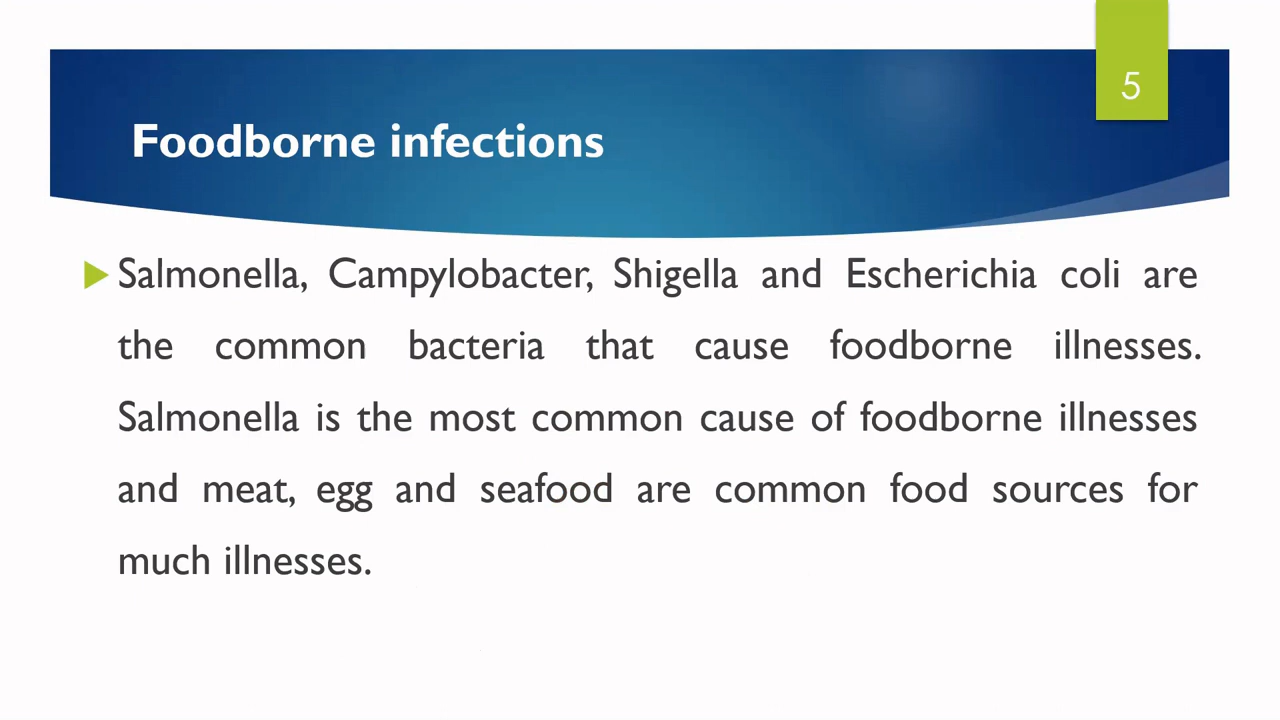 5
Foodborne infections
Salmonella, Campylobacter, Shigella and Escherichia coli are
the common bacteria that cause foodborne illnesses.
Salmonella is the most common cause of foodborne illnesses
and meat, egg and seafood are common food sources for
much illnesses.